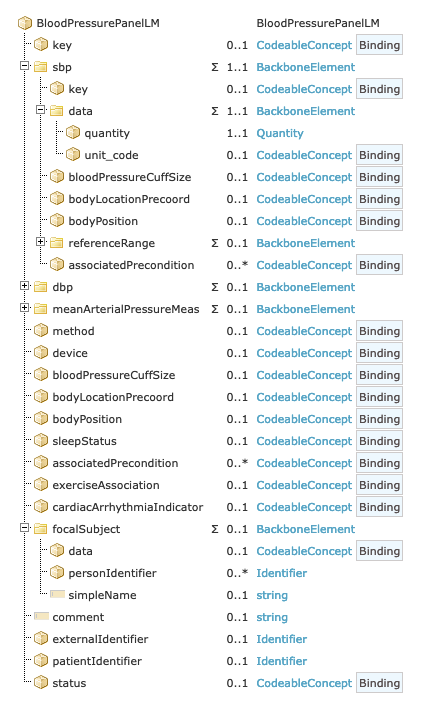 BloodPressurePanelLM BloodPressurePanelLM
key 0..1 CodeableConcept Binding
sbp Σ 1..1 BackboneElement
key 0..1 CodeableConcept Binding
data Σ 1..1 BackboneElement
quantity 1..1 Quantity
unit_code 0..1 CodeableConcept Binding
bloodPressureCuffSize 0..1 CodeableConcept Binding
bodyLocationPrecoord 0..1 CodeableConcept Binding
bodyPosition 0..1 CodeableConcept Binding
referenceRange Σ 0..1 BackboneElement
associatedPrecondition 0..* CodeableConcept Binding
dbp Σ 0..1 BackboneElement
meanArterialPressureMeas Σ 0..1 BackboneElement
method 0..1 CodeableConcept Binding
device 0..1 CodeableConcept Binding
bloodPressureCuffSize 0..1 CodeableConcept Binding
bodyLocationPrecoord 0..1 CodeableConcept Binding
bodyPosition 0..1 CodeableConcept Binding
sleepStatus 0..1 CodeableConcept Binding
associatedPrecondition 0..* CodeableConcept Binding
exerciseAssociation 0..1 CodeableConcept Binding
cardiacArrhythmiaIndicator 0..1 CodeableConcept Binding
focalSubject Σ 0..1 BackboneElement
data 0..1 CodeableConcept Binding
personIdentifier 0..* Identifier
simpleName 0..1 string
comment 0..1 string
externalIdentifier 0..1 Identifier
patientIdentifier 0..1 Identifier
status 0..1 CodeableConcept Binding